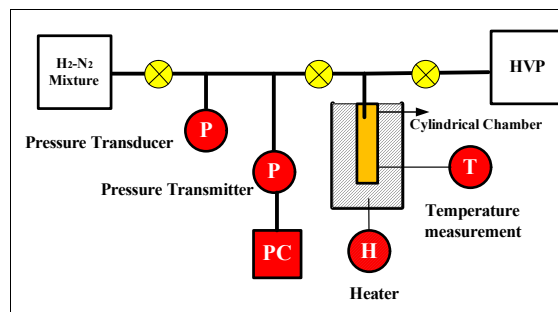 H₂-N₂
Mixture
HVP
P
Pressure Transducer
Cylindrical Chamber
P
T
Pressure Transmitter
Temperature
measurement
PC
H
Heater